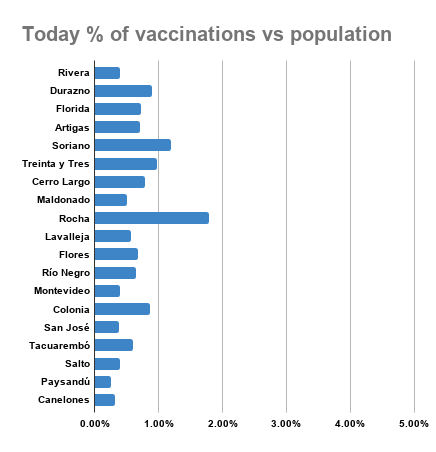 Today % of vaccinations vs population
Rivera
Durazno
Florida
Artigas
Soriano
Treinta y Tres
Cerro Largo
Maldonado
Rocha
Lavalleja
Flores
Río Negro
Montevideo
Colonia
San José
Tacuarembó
Salto
Paysandú
Canelones
0.00% 1.00% 2.00% 3.00% 4.00% 5.00%